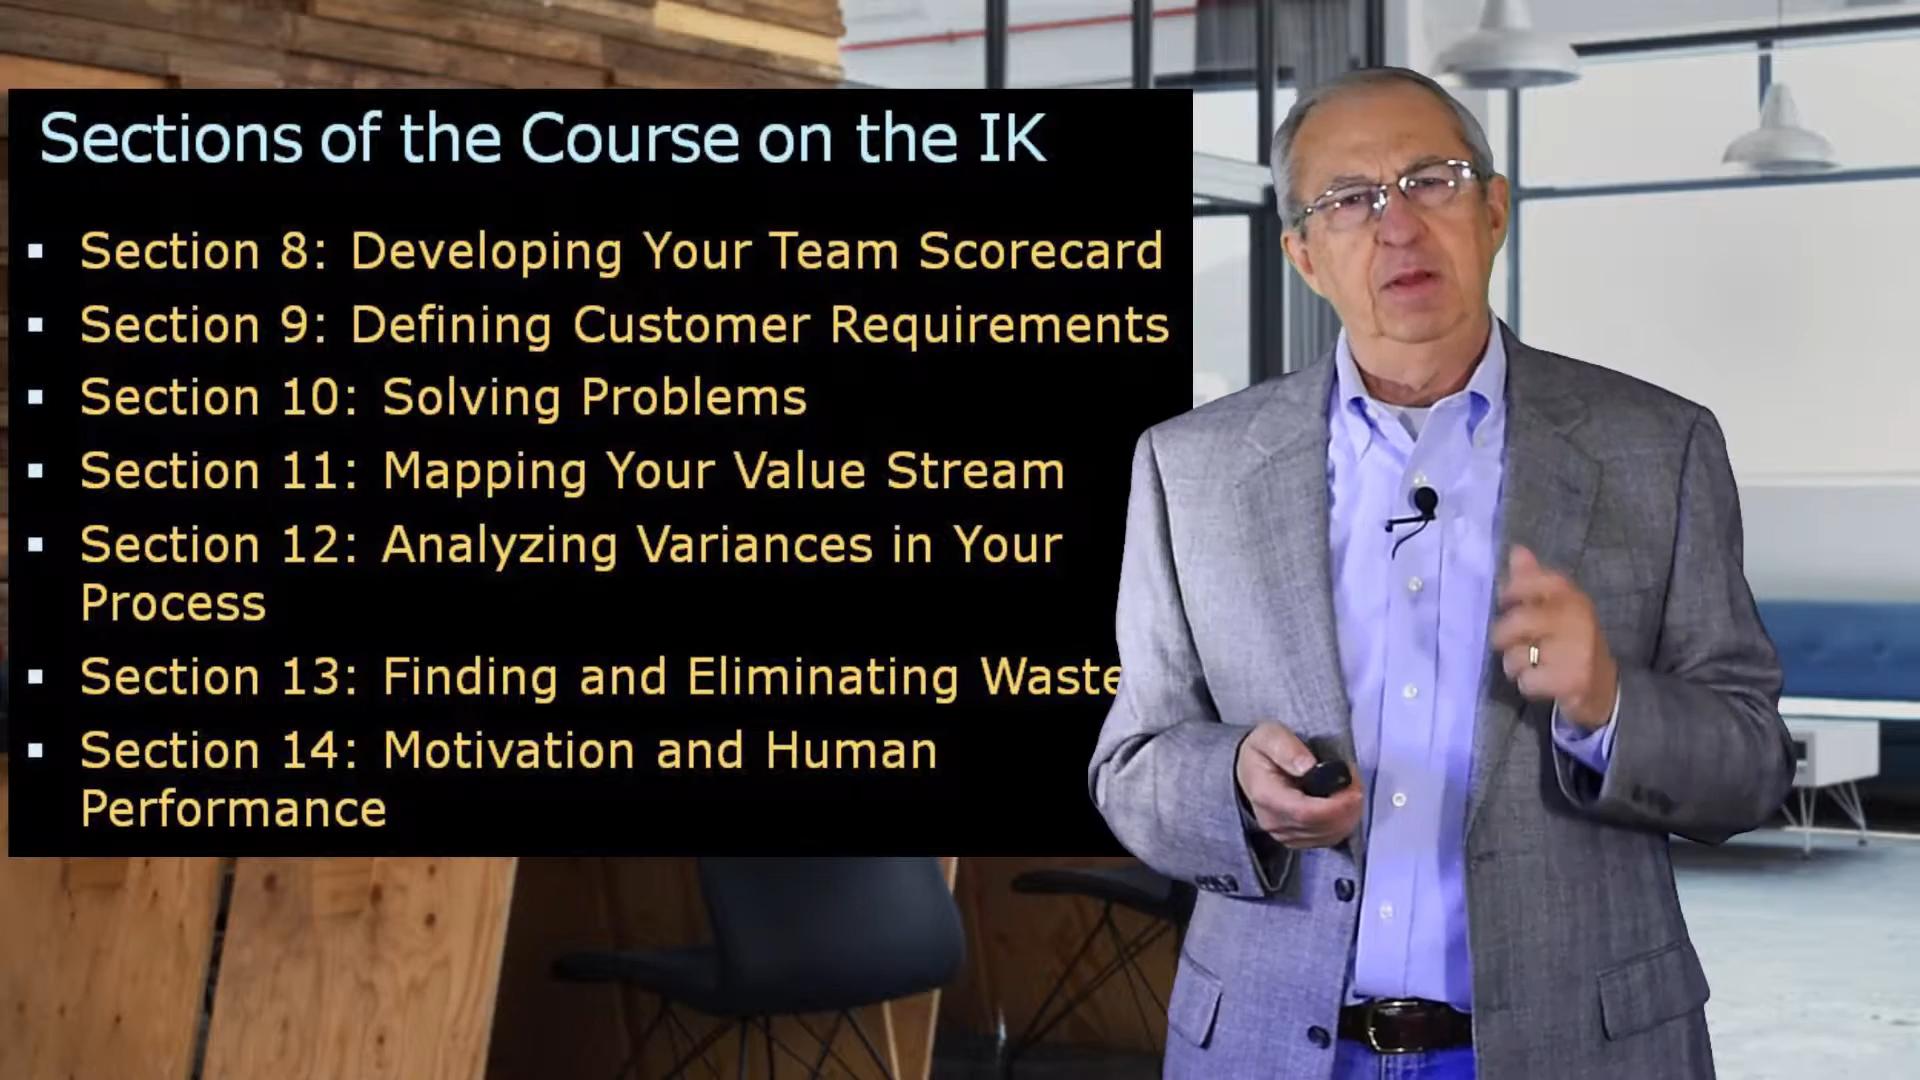 Sections of the Course on the IK
Section 8: Developing Your Team Scorecard
Section 9: Defining Customer Requirements
Section 10: Solving Problems
Section 11: Mapping Your Value Stream
Section 12: Analyzing Variances in Your
Process
Section 13: Finding and Eliminating Waste
Section 14: Motivation and Human
Performance